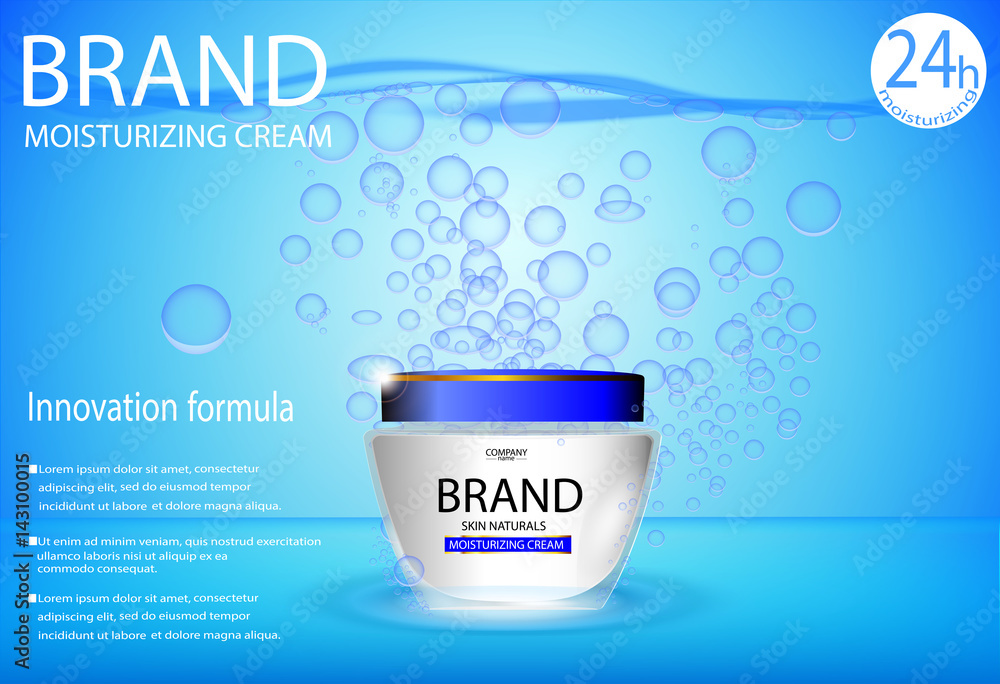 BRAND
MOISTURIZING CREAM
24h
moisturizing
Innovation formula
Lorem ipsum dolor sit amet, consectetur
adipiscing elit, sed do eiusmod tempor
incididunt ut labore et dolore magna aliqua.
Ut enim ad minim veniam, quis nostrud exercitation
ullamco laboris nisi ut aliquip ex ea
commodo consequat.
Lorem ipsum dolor sit amet, consectetur
adipiscing elit, sed do eiusmod tempor
incididunt ut labore et dolore magna aliqua.
COMPANY
name
BRAND
SKIN NATURALS
MOISTURIZING CREAM
Adobe Stock | #143100015